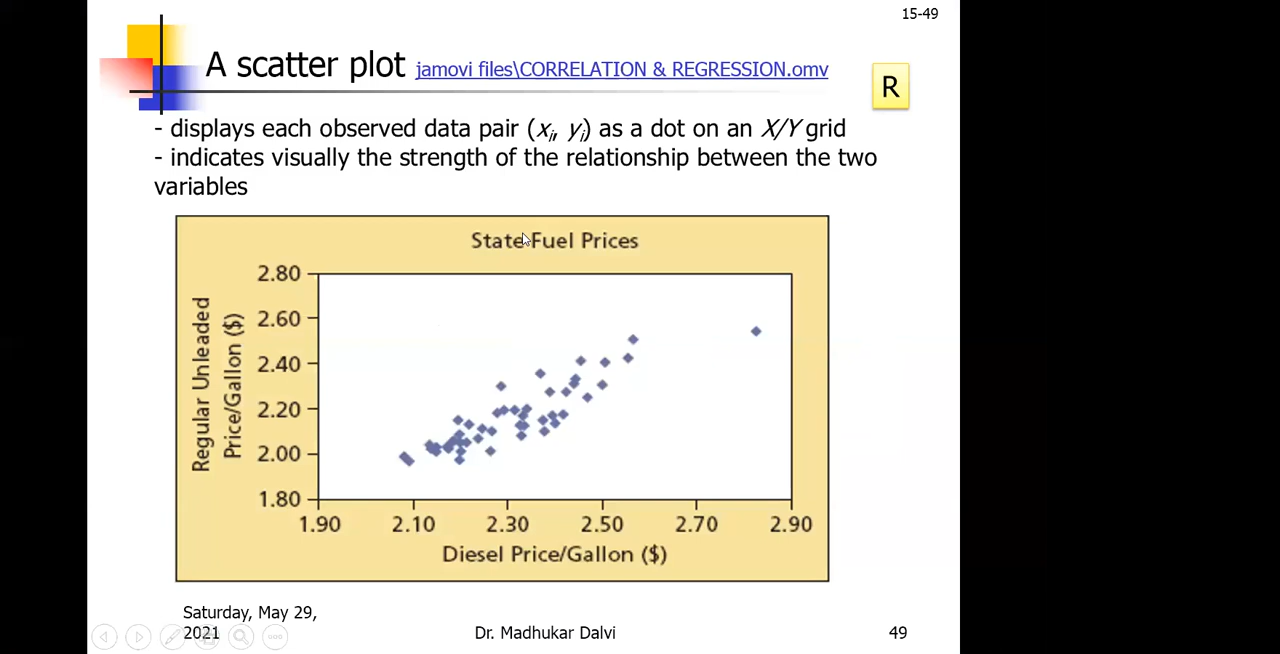 15-49
A scatter plot jamovi files\CORRELATION & REGRESSION.omv
R
- displays each observed data pair (xi, yi) as a dot on an X/Y grid
- indicates visually the strength of the relationship between the two
variables
State Fuel Prices
Regular Unleaded
Price/Gallon ($)
2.80
2.60
2.40
2.20
2.00
1.80
1.90 2.10 2.30 2.50 2.70 2.90
Diesel Price/Gallon ($)
Saturday, May 29,
2021
Dr. Madhukar Dalvi
49